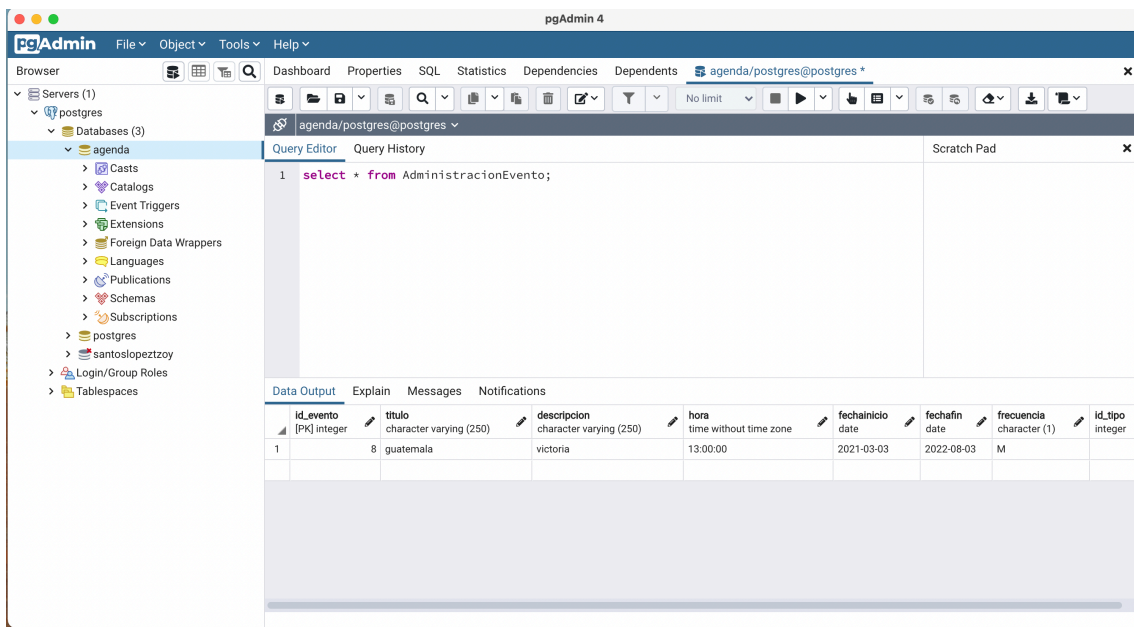 pgAdmin 4
pgAdmin File Object Tools Help
Browser
Dashboard Properties SQL Statistics Dependencies Dependents agenda/postgres@postgres *
No limit
agenda/postgres@postgres
Query Editor Query History
Scratch Pad
Servers (1)
postgres
Databases (3)
agenda
Casts
Catalogs
Event Triggers
Extensions
Foreign Data Wrappers
Languages
Publications
Schemas
Subscriptions
postgres
santoslopeztzoy
Login/Group Roles
Tablespaces
1 select * from AdministracionEvento;
Data Output Explain Messages Notifications
id_evento titulo descripcion hora fechainicio fechafin frecuencia id_tipo
[PK] integer character varying (250) character varying (250) time without time zone date date character (1) integer
1 8 guatemala victoria 13:00:00 2021-03-03 2022-08-03 M